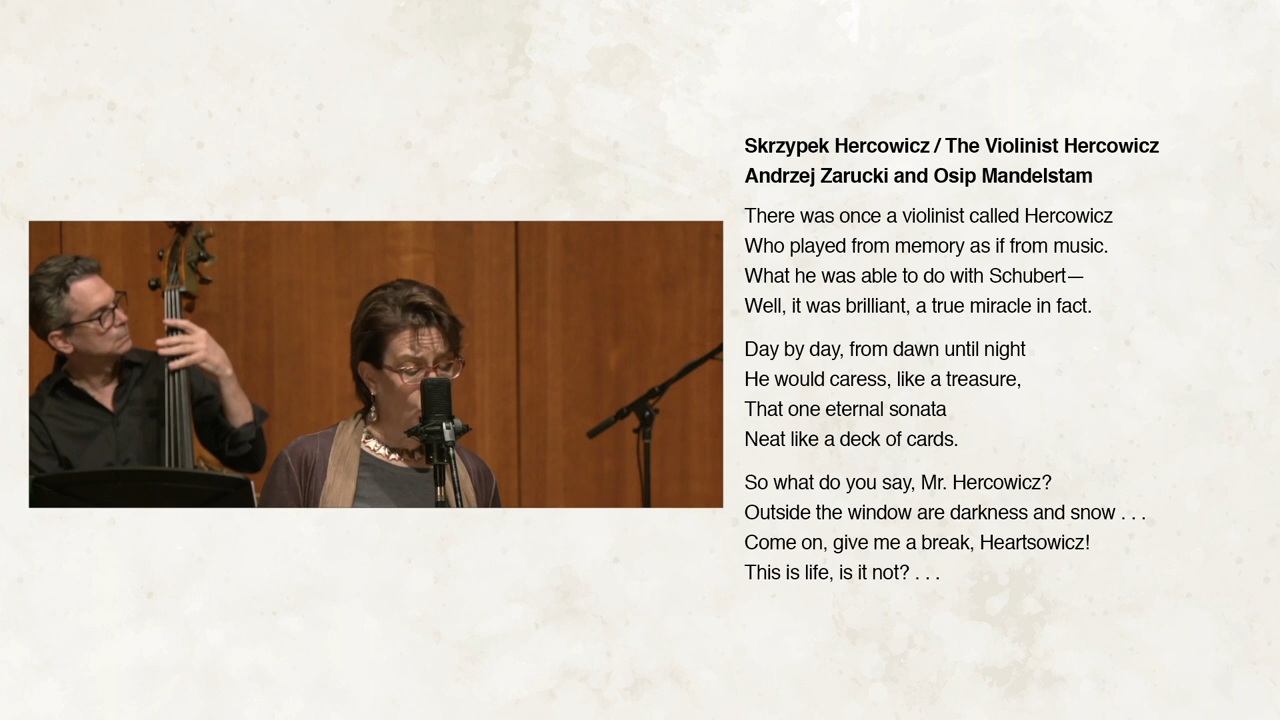 Skrzypek Hercowicz / The Violinist Hercowicz
Andrzej Zarucki and Osip Mandelstam
There was once a violinist called Hercowicz
Who played from memory as if from music.
What he was able to do with Schubert—
Well, it was brilliant, a true miracle in fact.
Day by day, from dawn until night
He would caress, like a treasure,
That one eternal sonata
Neat like a deck of cards.
So what do you say, Mr. Hercowicz?
Outside the window are darkness and snow . . .
Come on, give me a break, Heartsowicz!
This is life, is it not? . . .